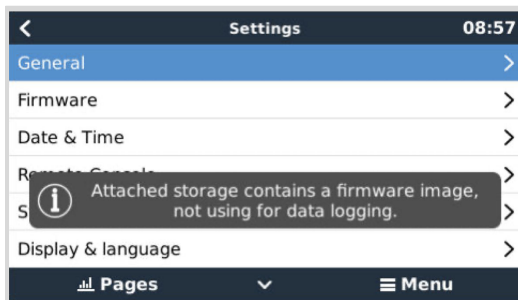 Settings
08:57
General
Firmware
Date & Time
Attached storage contains a firmware image,
not using for data logging.
Display & language
Pages
Menu